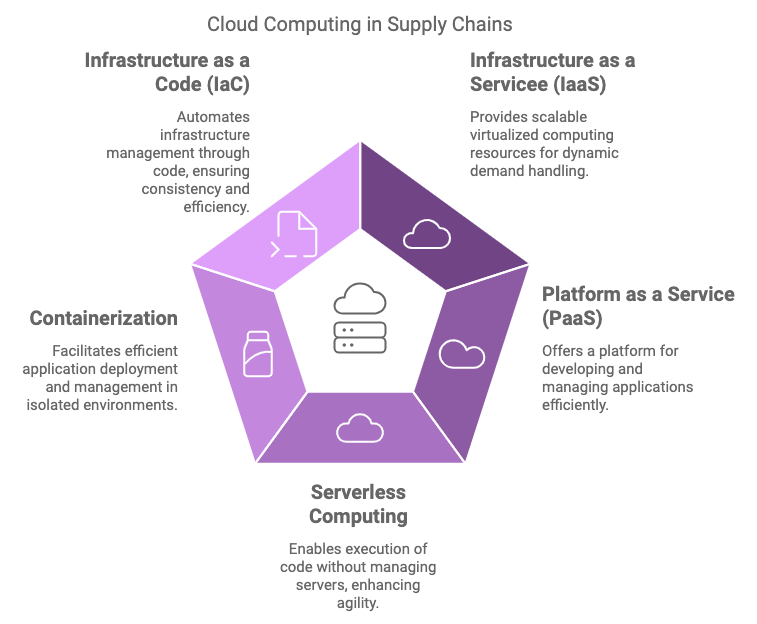 Cloud Computing in Supply Chains
Infrastructure as a
Code (IaC)
Automates
infrastructure
management through
code, ensuring
consistency and
efficiency.
Infrastructure as a
Servicee (IaaS)
Provides scalable
virtualized computing
resources for dynamic
demand handling.
Platform as a Service
(PaaS)
Offers a platform for
developing and
managing applications
efficiently.
Containerization
Facilitates efficient
application deployment
and management in
isolated environments.
Serverless
Computing
Enables execution of
code without managing
servers, enhancing
agility.